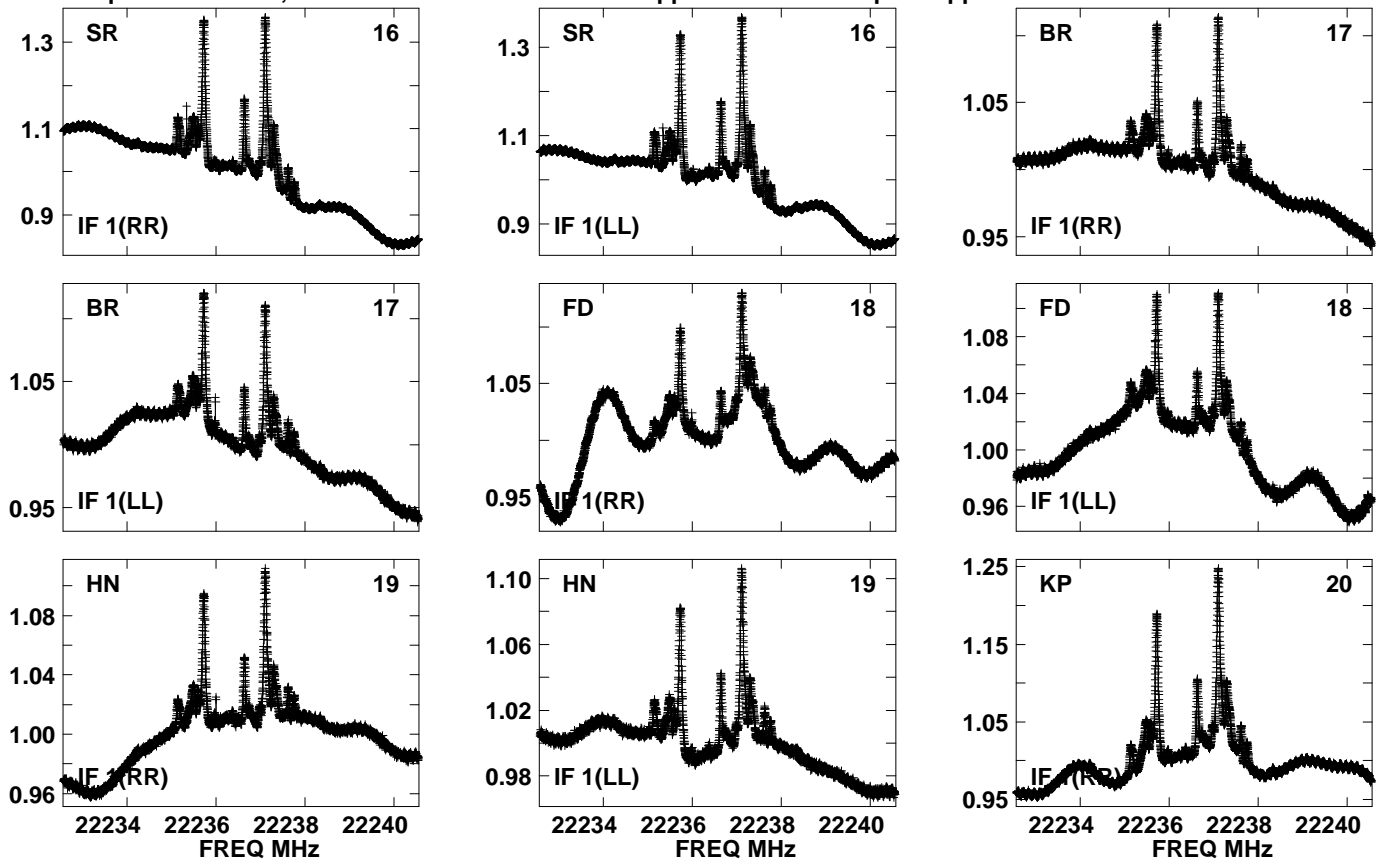 SR 16
1.3
1.1
0.9
IF 1(RR)
SR 16
1.3
1.1
0.9
IF 1(LL)
BR 17
1.05
0.95
IF 1(RR)
BR 17
1.05
0.95
IF 1(LL)
FD 18
1.05
0.95
IF 1(RR)
FD 18
1.08
1.04
1.00
0.96
IF 1(LL)
HN 19
1.08
1.04
1.00
0.96
IF 1(RR)
22234 22236 22238 22240
FREQ MHz
HN 19
1.10
1.06
1.02
0.98
IF 1(LL)
22234 22236 22238 22240
FREQ MHz
KP 20
1.25
1.15
1.05
0.95
IF 1(RR)
22234 22236 22238 22240
FREQ MHz